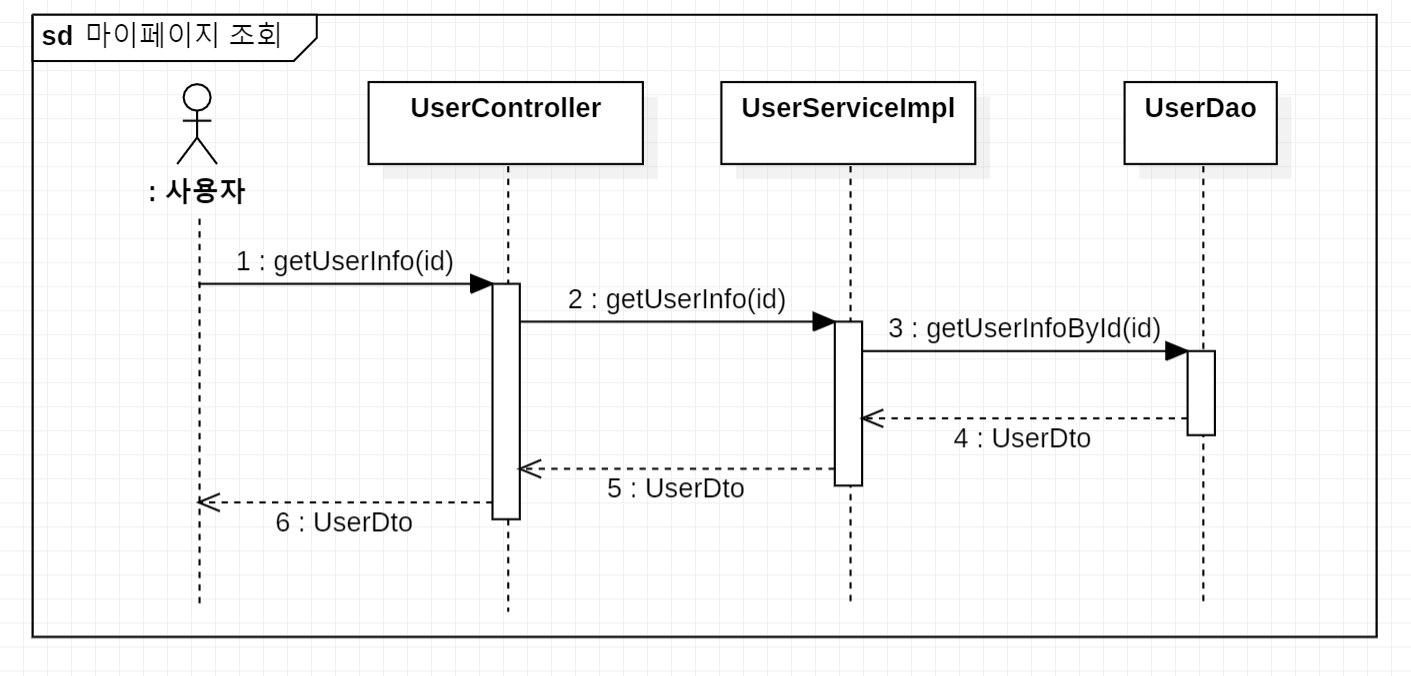 sd 마이페이지 조회
UserController
UserServiceImpl
UserDao
: 사용자
1 : getUserInfo(id)
2 : getUserInfo(id)
3 : getUserInfoById(id)
4 : UserDto
5 : UserDto
6 : UserDto